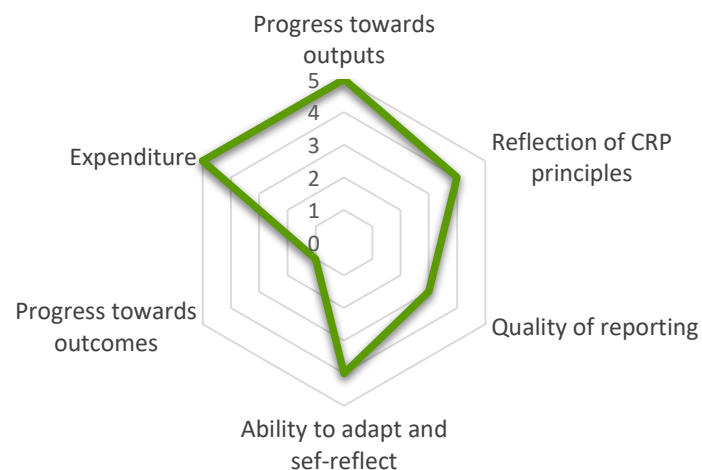 Progress towards
outputs
5
4
3
2
1
0
Reflection of CRP
principles
Quality of reporting
Ability to adapt and
sef-reflect
Progress towards
outcomes
Expenditure